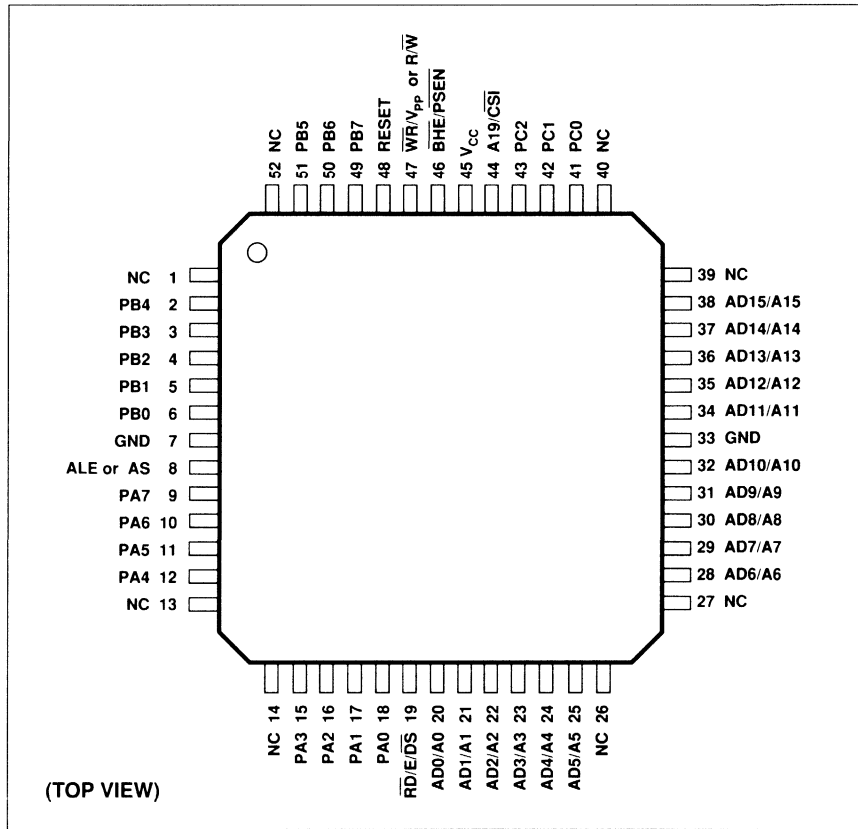 52 NC
51 PB5
50 PB6
49 PB7
48 RESET
47 W̅R̅/VPP or R/W̅
46 B̅H̅E̅/P̅S̅E̅N̅
45 VCC
44 A19/C̅S̅I̅
43 PC2
42 PC1
41 PC0
40 NC
NC 1
PB4 2
PB3 3
PB2 4
PB1 5
PB0 6
GND 7
ALE or AS 8
PA7 9
PA6 10
PA5 11
PA4 12
NC 13
39 NC
38 AD15/A15
37 AD14/A14
36 AD13/A13
35 AD12/A12
34 AD11/A11
33 GND
32 AD10/A10
31 AD9/A9
30 AD8/A8
29 AD7/A7
28 AD6/A6
27 NC
NC 14
PA3 15
PA2 16
PA1 17
PA0 18
R̅D̅/E/D̅S̅ 19
AD0/A0 20
AD1/A1 21
AD2/A2 22
AD3/A3 23
AD4/A4 24
AD5/A5 25
NC 26
(TOP VIEW)